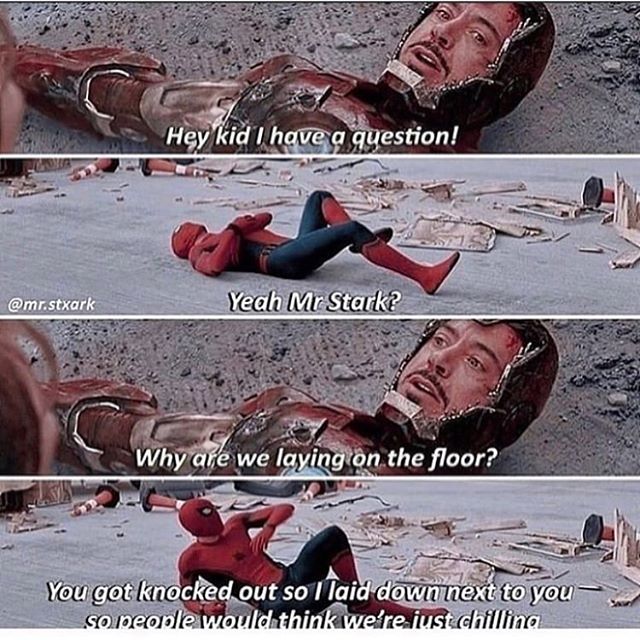 Hey kid I have a question!
@mr.stxark
Yeah Mr Stark?
Why are we laying on the floor?
You got knocked out so I laid down next to you
so people would think we're just chilling